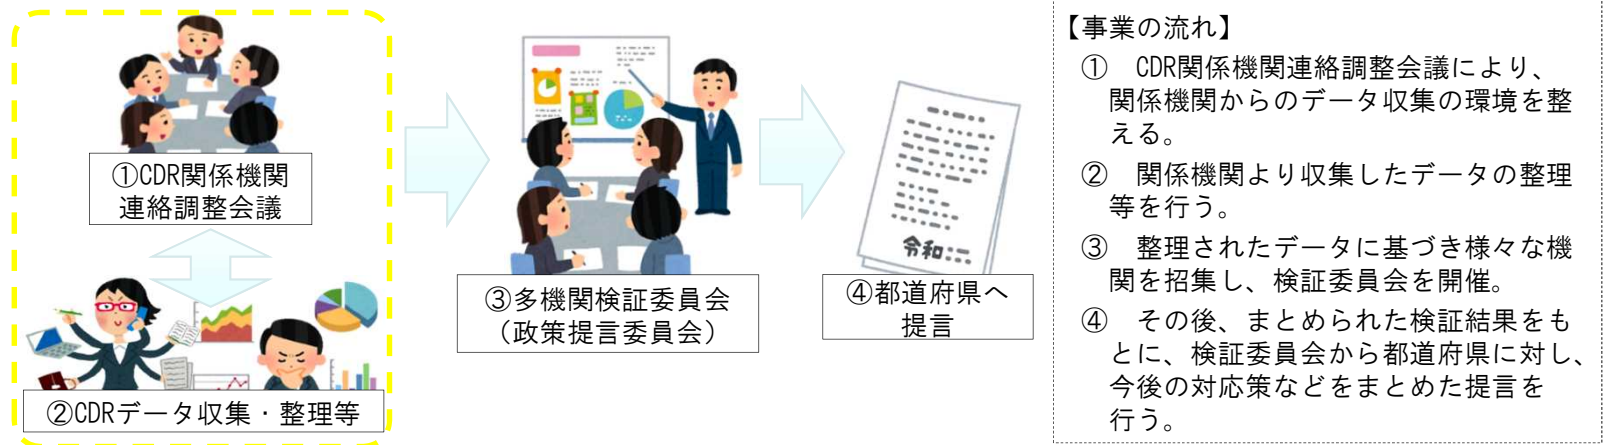 ①CDR関係機関
連絡調整会議
②CDRデータ収集・整理等
③多機関検証委員会
（政策提言委員会）
令和
④都道府県へ
提言
【事業の流れ】
①　CDR関係機関連絡調整会議により、
関係機関からのデータ収集の環境を整
える。
②　関係機関より収集したデータの整理
等を行う。
③　整理されたデータに基づき様々な機
関を招集し、検証委員会を開催。
④　その後、まとめられた検証結果をも
とに、検証委員会から都道府県に対し、
今後の対応策などをまとめた提言を
行う。